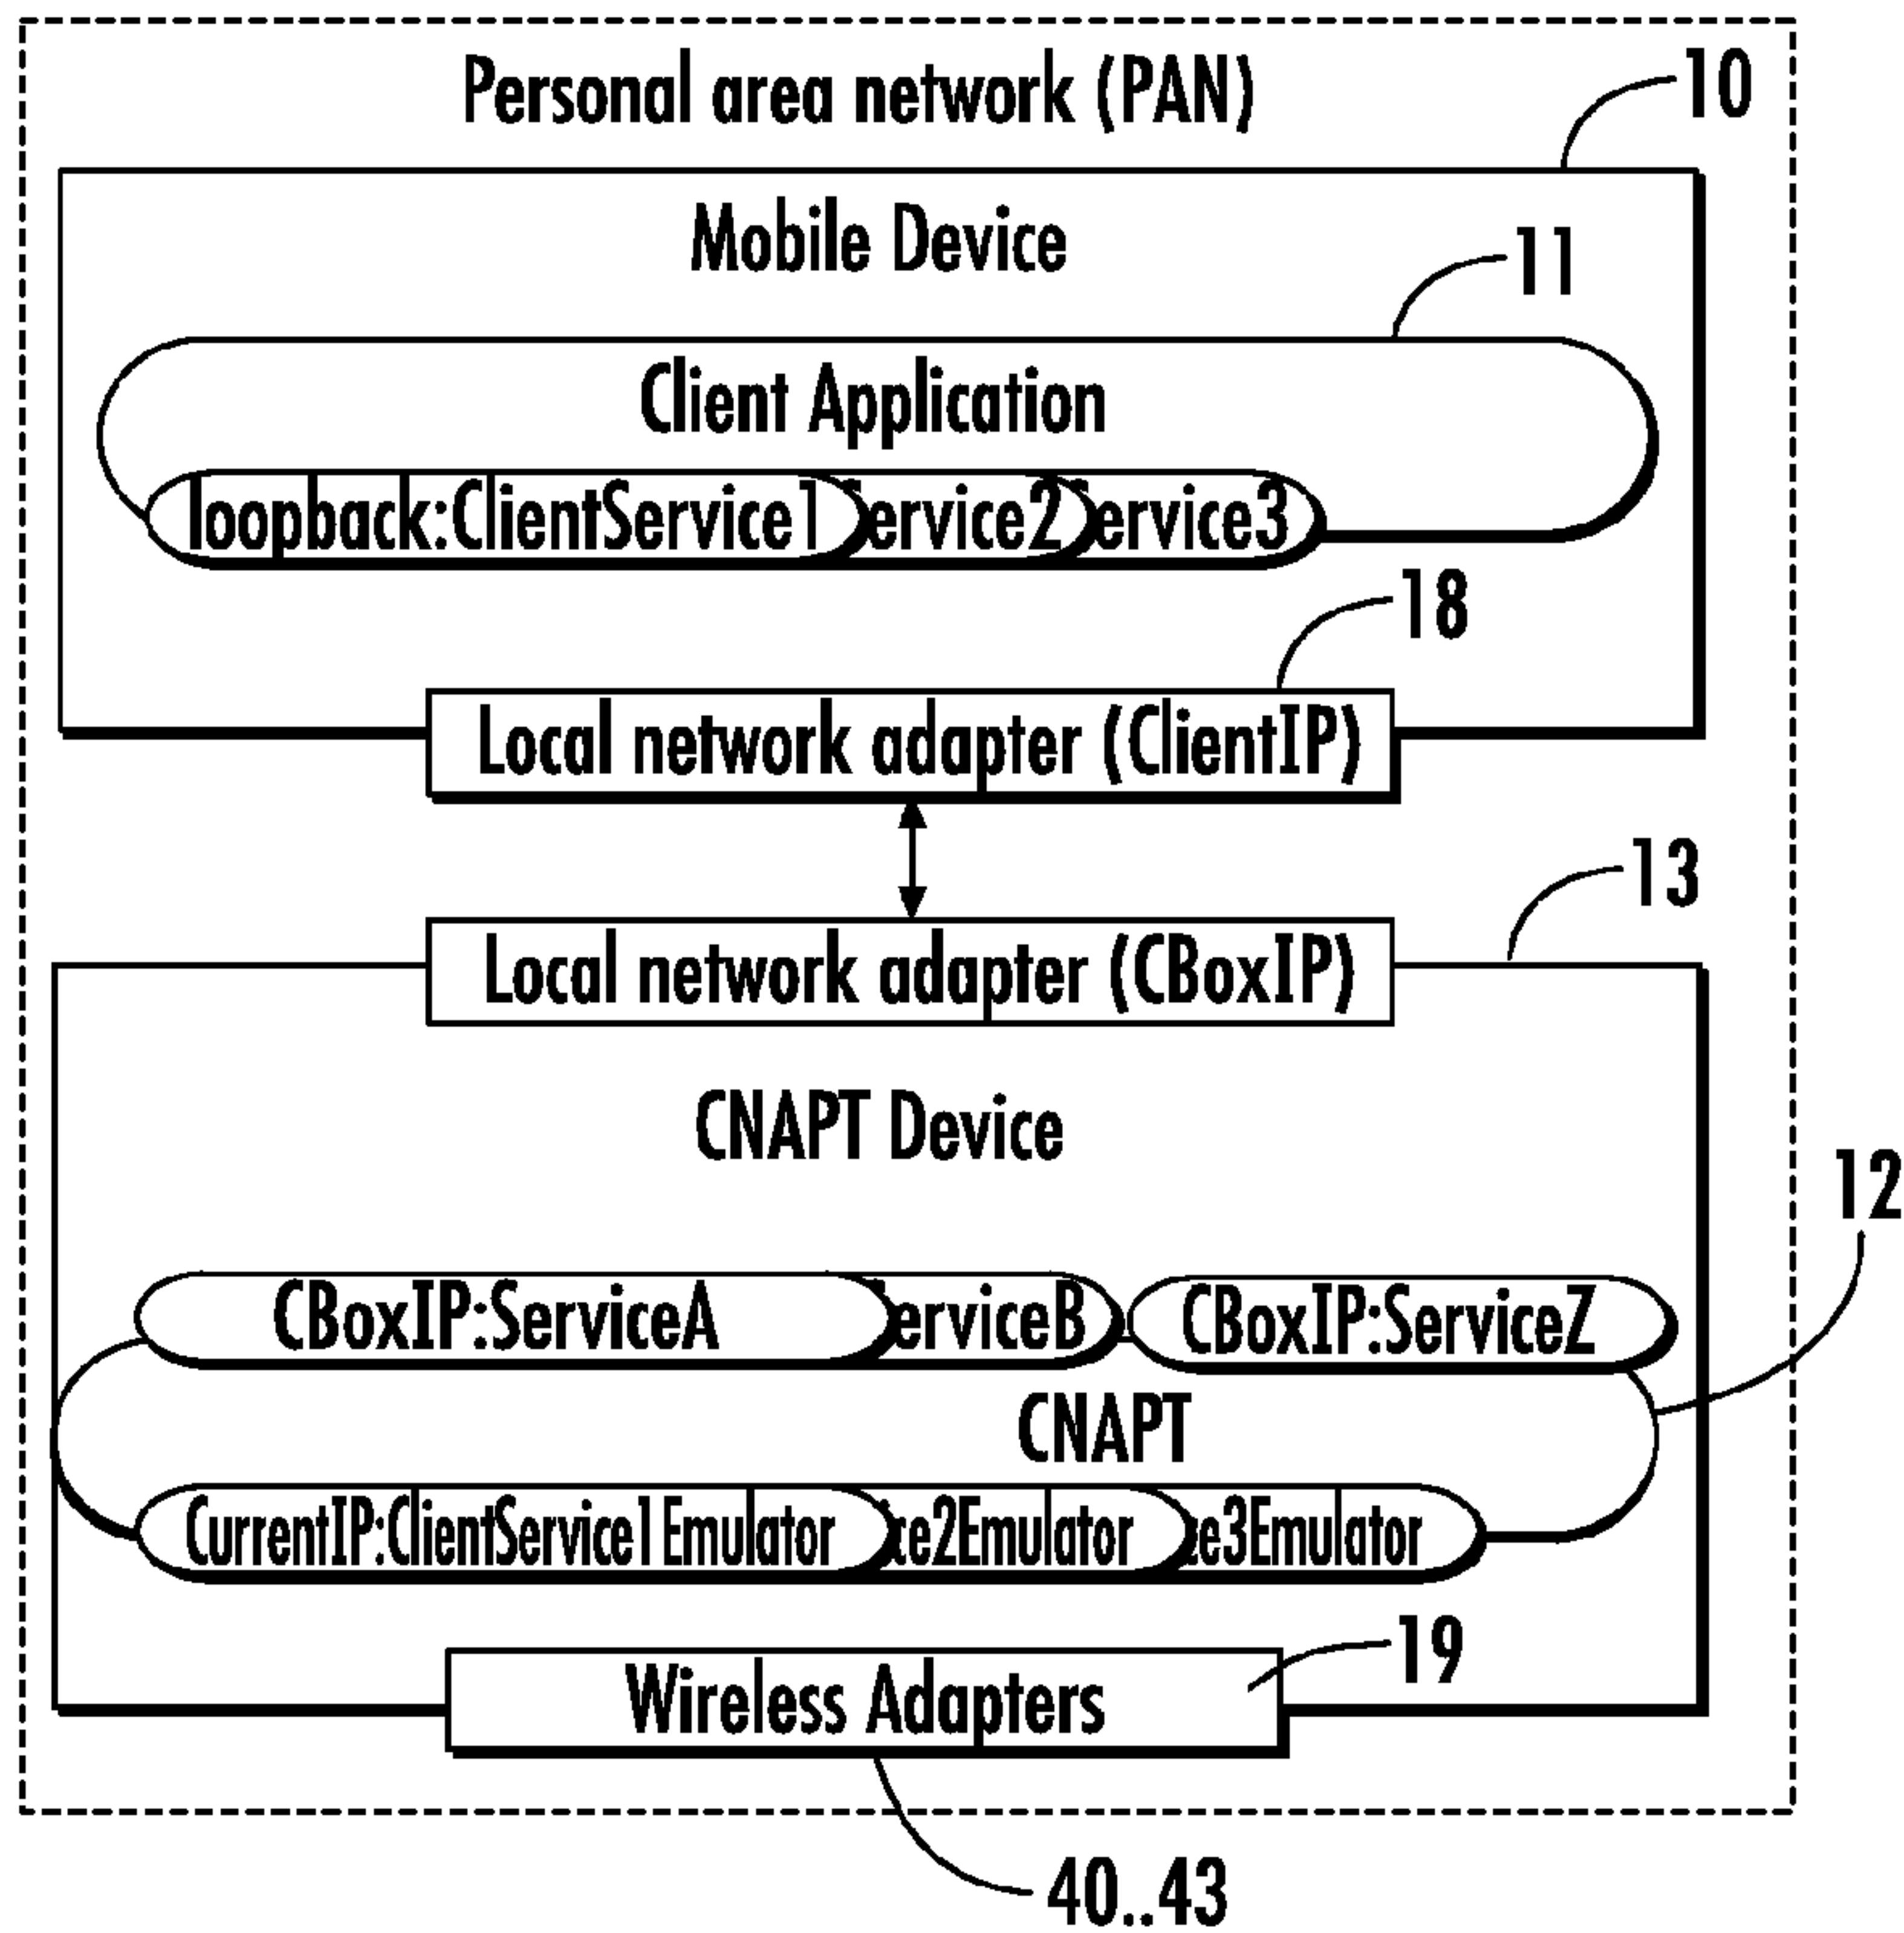 Personal area network (PAN)
10
Mobile Device
11
Client Application
loopback:ClientService1 ervice2 ervice3
18
Local network adapter (ClientIP)
13
Local network adapter (CBoxIP)
CNAPT Device
12
CBoxIP:ServiceA erviceB CBoxIP:ServiceZ
CNAPT
CurrentIP:ClientService1Emulator ce2Emulator e3Emulator
19
Wireless Adapters
40..43